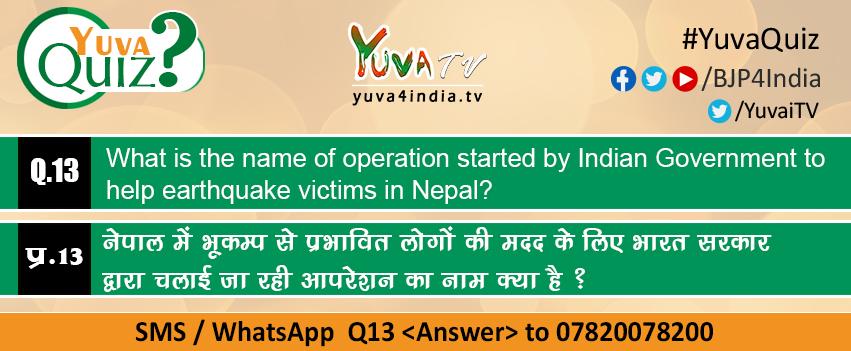 YUVA
QUIZ?
YUVA TV
yuva4india.tv
#YuvaQuiz
/BJP4India
/YuvaiTV
Q.13
What is the name of operation started by Indian Government to
help earthquake victims in Nepal?
प्र.13
नेपाल में भूकम्प से प्रभावित लोगों की मदद के लिए भारत सरकार
द्वारा चलाई जा रही आपरेशन का नाम क्या है ?
SMS / WhatsApp Q13 <Answer> to 07820078200